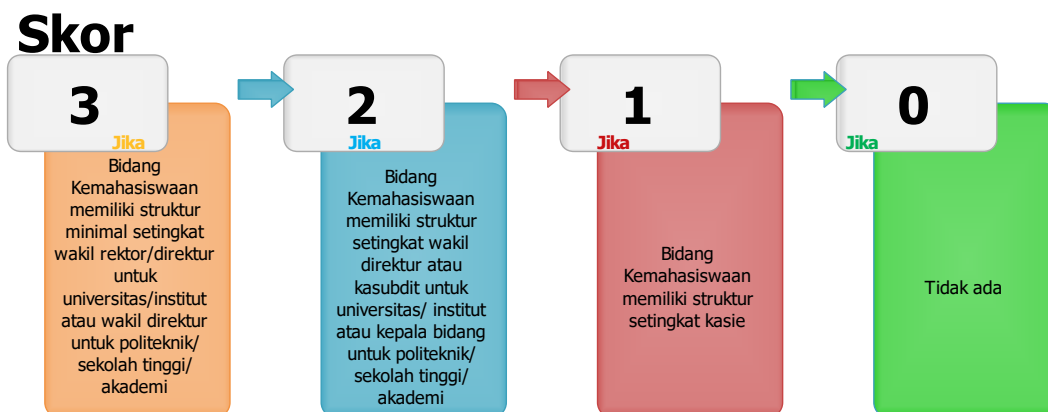 Skor
3
Jika
Bidang
Kemahasiswaan
memiliki struktur
minimal setingkat
wakil rektor/direktur
untuk
universitas/institut
atau wakil direktur
untuk politeknik/
sekolah tinggi/
akademi
2
Jika
Bidang
Kemahasiswaan
memiliki struktur
setingkat wakil
direktur atau
kasubdit untuk
universitas/ institut
atau kepala bidang
untuk politeknik/
sekolah tinggi/
akademi
1
Jika
Bidang
Kemahasiswaan
memiliki struktur
setingkat kasie
0
Jika
Tidak ada